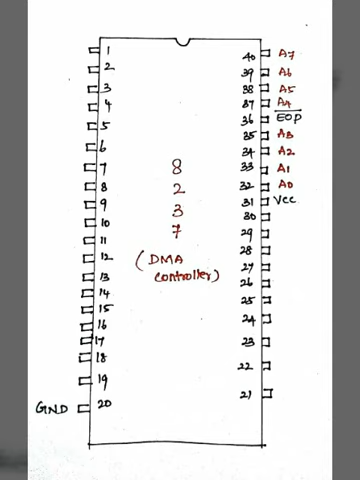 1 40 A7
2 39 A6
3 38 A5
4 37 A4
5 36 EOP
6 35 A3
7 34 A2
8 33 A1
9 32 A0
10 31 Vcc
11 30
12 29
13 28
14 27
15 26
16 25
17 24
18 23
19 22
GND 20 21
8
2
3
7
(DMA
controller)